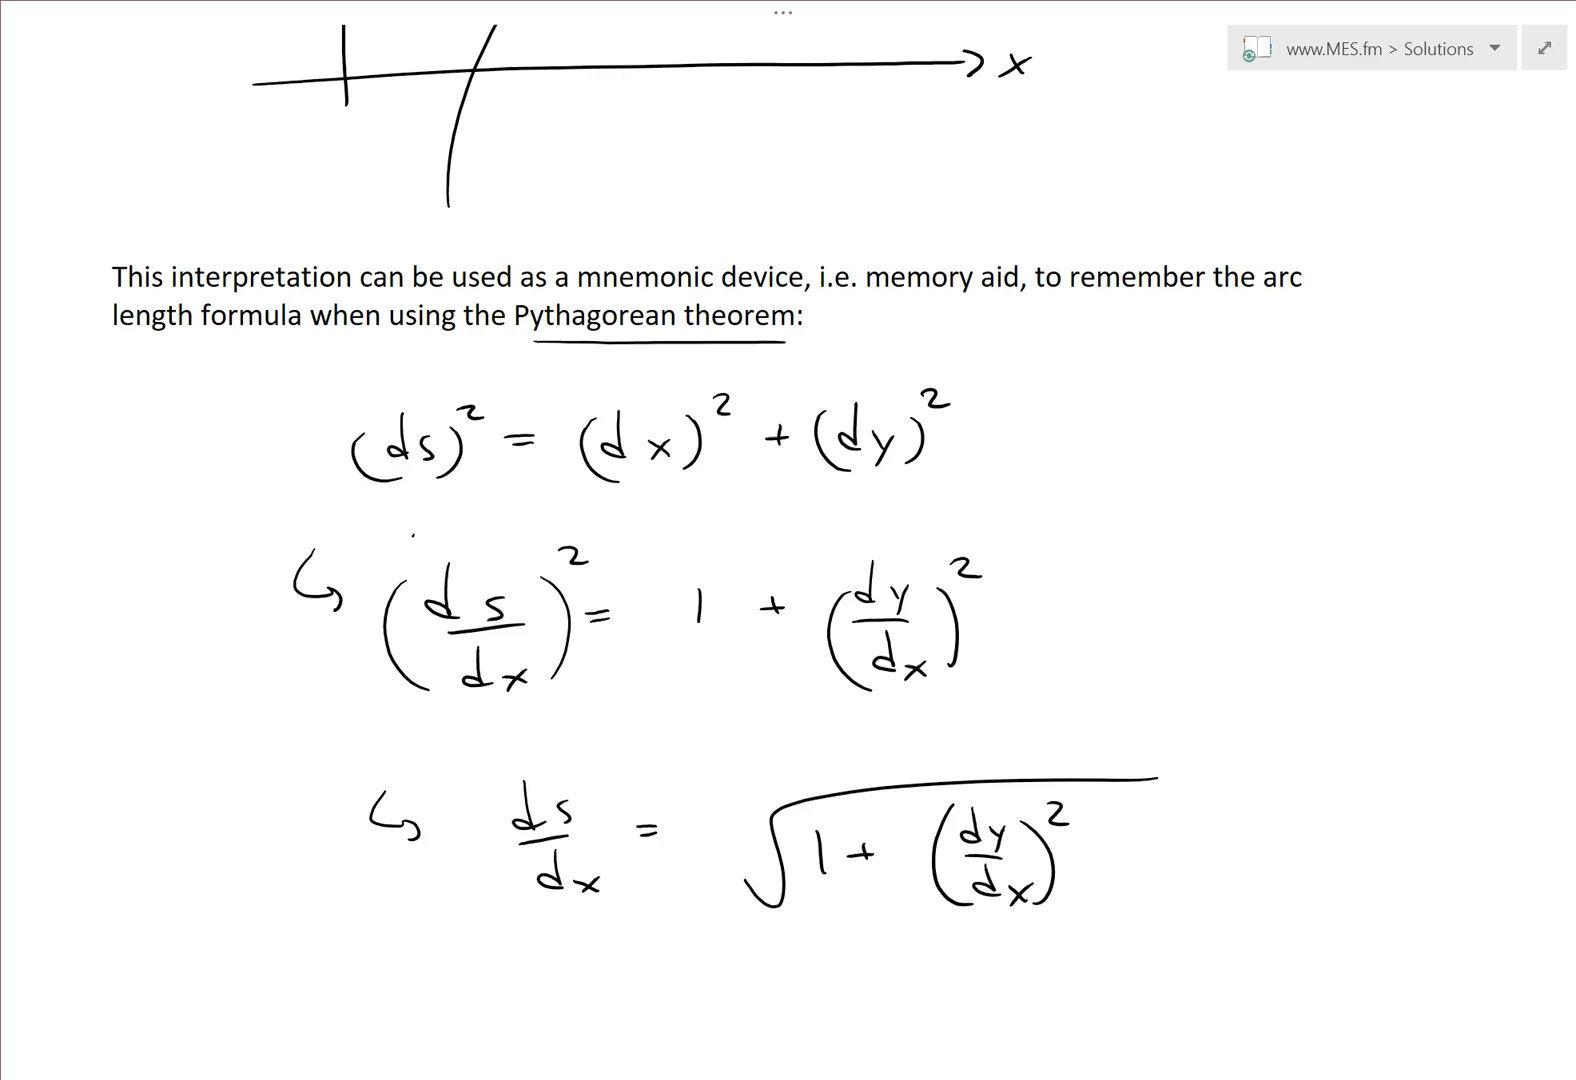 ...
www.MES.fm > Solutions
x
This interpretation can be used as a mnemonic device, i.e. memory aid, to remember the arc
length formula when using the Pythagorean theorem:
(ds)² = (dx)² + (dy)²
↪ (ds/dx)² = 1 + (dy/dx)²
↪ ds/dx = √(1 + (dy/dx)²)